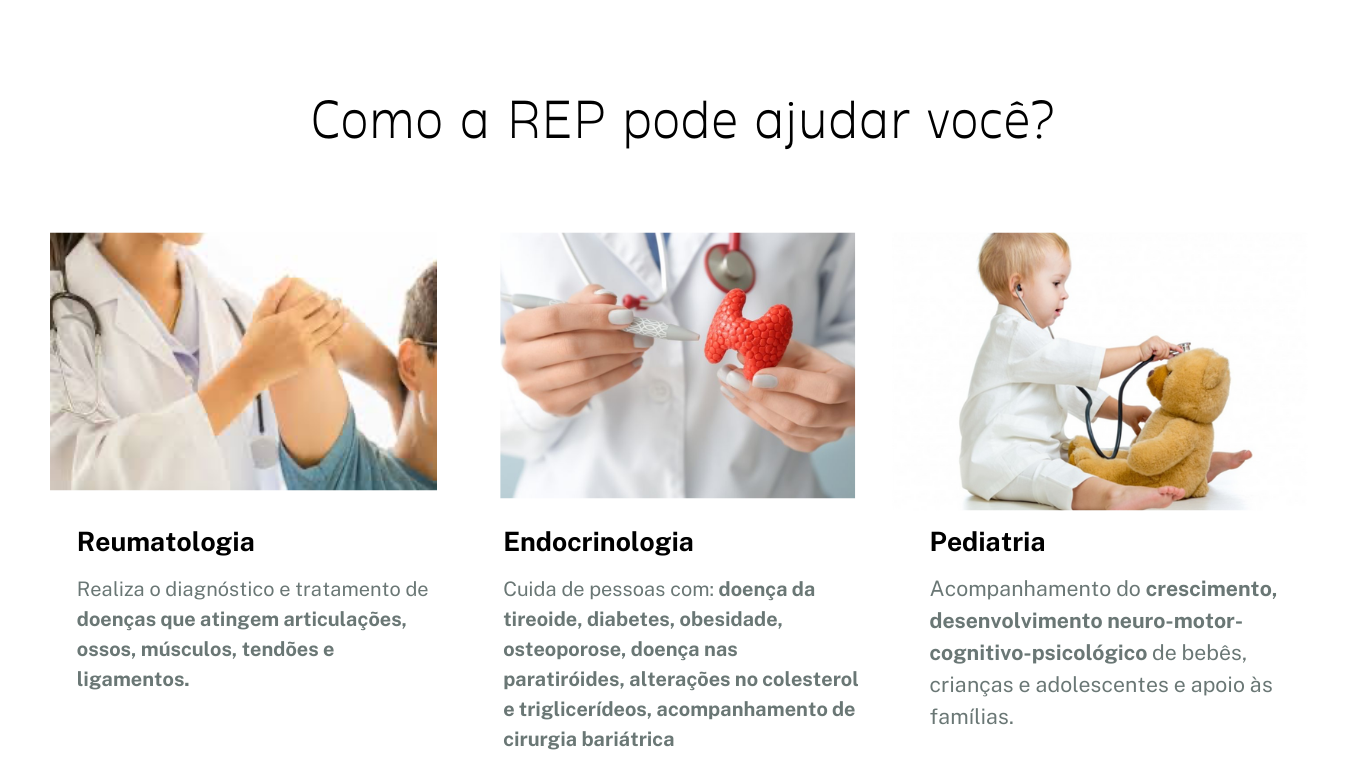 Como a REP pode ajudar você?
Reumatologia
Realiza o diagnóstico e tratamento de
doenças que atingem articulações,
ossos, músculos, tendões e
ligamentos.
Endocrinologia
Cuida de pessoas com: doença da
tireoide, diabetes, obesidade,
osteoporose, doença nas
paratiróides, alterações no colesterol
e triglicerídeos, acompanhamento de
cirurgia bariátrica
Pediatria
Acompanhamento do crescimento,
desenvolvimento neuro-motor-
cognitivo-psicológico de bebês,
crianças e adolescentes e apoio às
famílias.